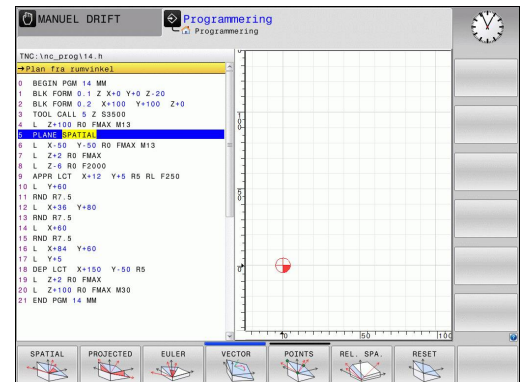 MANUEL DRIFT
Programmering
Programmering
TNC:\nc_prog\14.h
→Plan fra rumvinkel
0 BEGIN PGM 14 MM
1 BLK FORM 0.1 Z X+0 Y+0 Z-20
2 BLK FORM 0.2 X+100 Y+100 Z+0
3 TOOL CALL 5 Z S3500
4 L Z+100 R0 FMAX M13
5 PLANE SPATIAL
6 L X-50 Y-50 R0 FMAX M13
7 L Z+2 R0 FMAX
8 L Z-6 R0 F2000
9 APPR LCT X+12 Y+5 R5 RL F250
10 L Y+60
11 RND R7.5
12 L X+36 Y+80
13 RND R7.5
14 L X+60
15 RND R7.5
16 L X+84 Y+60
17 L Y+5
18 DEP LCT X+150 Y-50 R5
19 L Z+2 R0 FMAX
20 L Z+100 R0 FMAX M30
21 END PGM 14 MM
100
50
0
0
50
100
SPATIAL PROJECTED EULER VECTOR POINTS REL. SPA. RESET